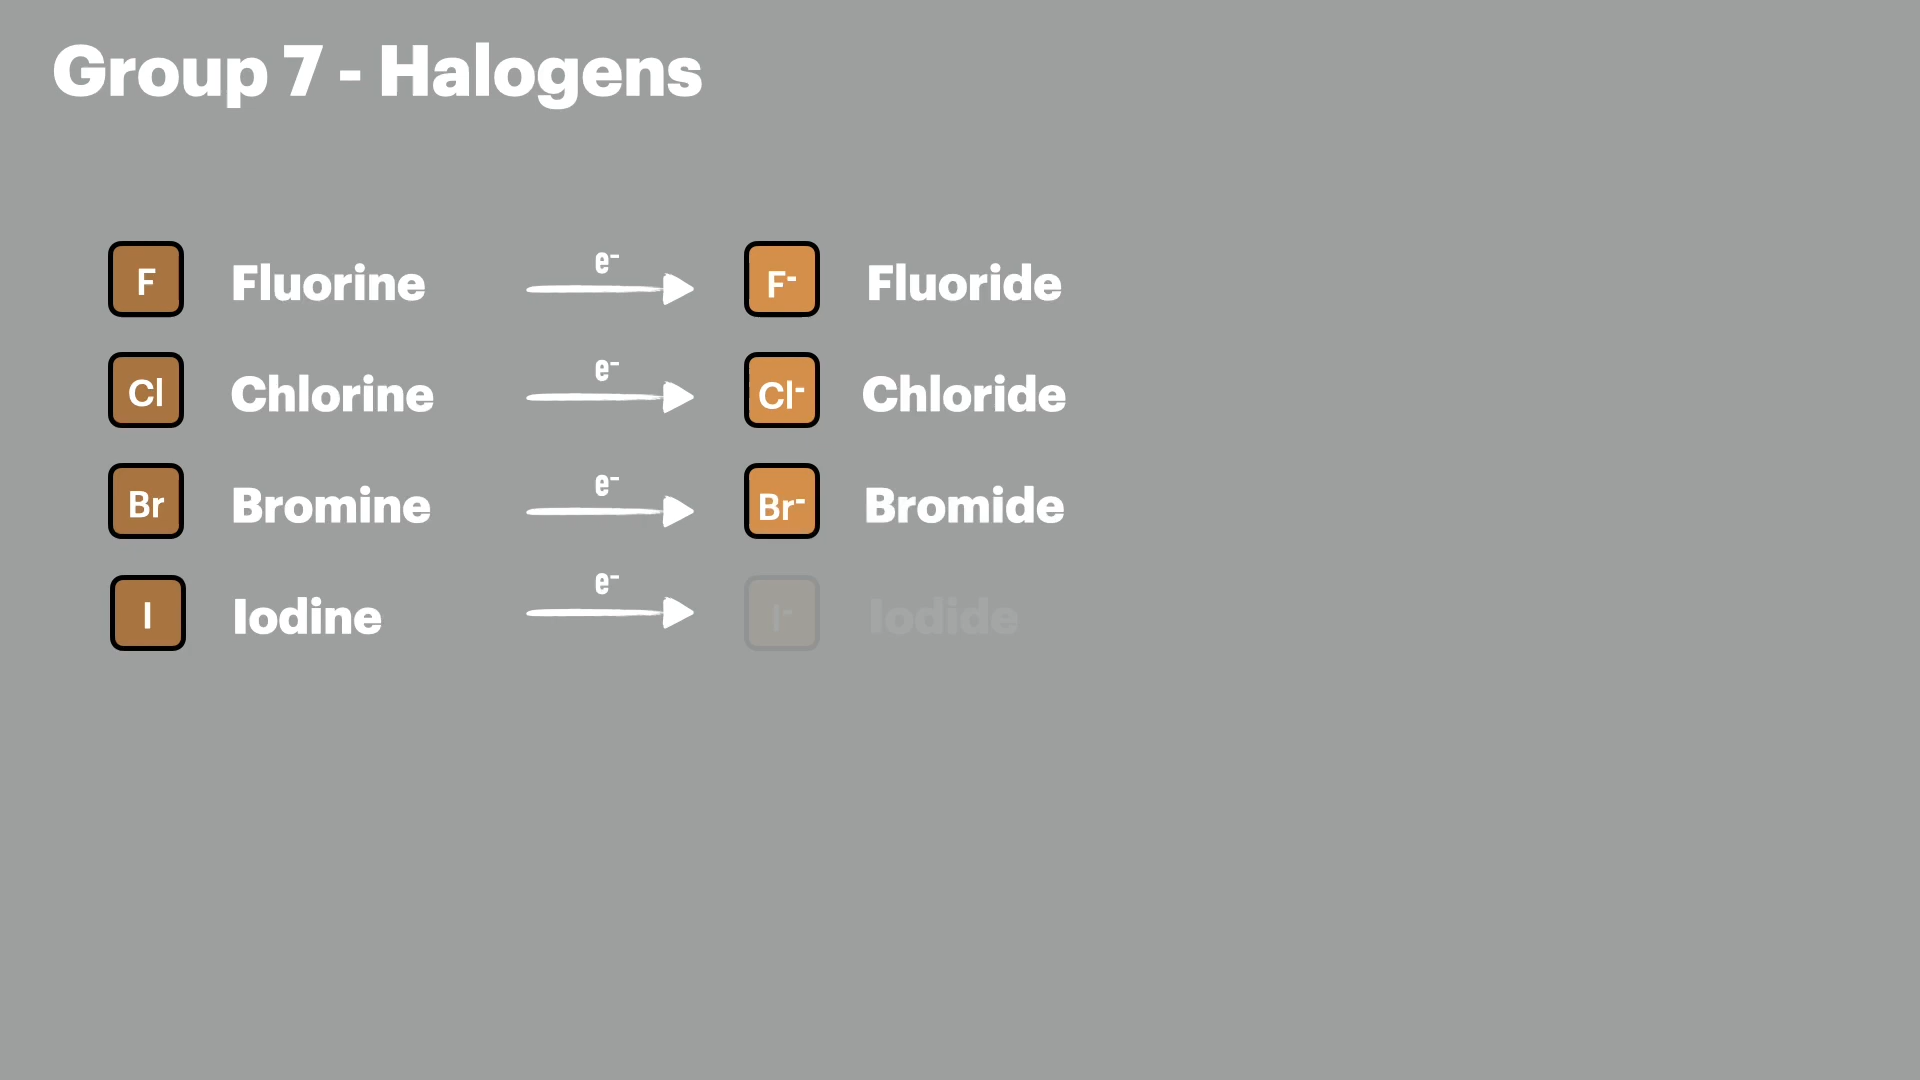 Group 7 - Halogens
F Fluorine e- F- Fluoride
Cl Chlorine e- Cl- Chloride
Br Bromine e- Br- Bromide
I Iodine e- Iodide